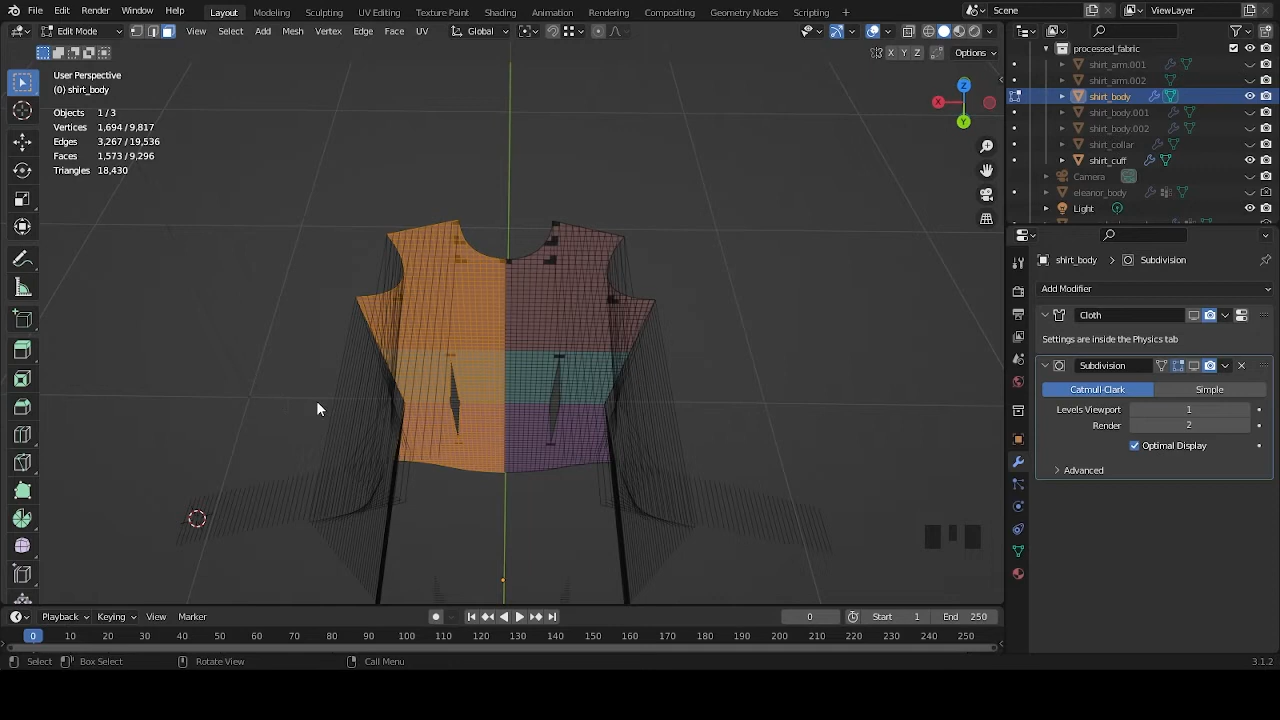 File Edit Render Window Help Layout Modeling Sculpting UV Editing Texture Paint Shading Animation Rendering Compositing Geometry Nodes Scripting + Scene ViewLayer
Edit Mode View Select Add Mesh Vertex Edge Face UV Global
X Y Z Options
User Perspective
(0) shirt_body
Objects 1 / 3
Vertices 1,694 / 9,817
Edges 3,267 / 19,536
Faces 1,573 / 9,296
Triangles 18,430
Z
X
Y
processed_fabric
shirt_arm.001
shirt_arm.002
shirt_body
shirt_body.001
shirt_body.002
shirt_collar
shirt_cuff
Camera
eleanor_body
Light
shirt_body > Subdivision
Add Modifier
Cloth
Settings are inside the Physics tab
Subdivision
Catmull-Clark Simple
Levels Viewport 1
Render 2
Optimal Display
Advanced
Playback Keying View Marker 0 Start 1 End 250
0 10 20 30 40 50 60 70 80 90 100 110 120 130 140 150 160 170 180 190 200 210 220 230 240 250
Select Box Select Rotate View Call Menu 3.1.2